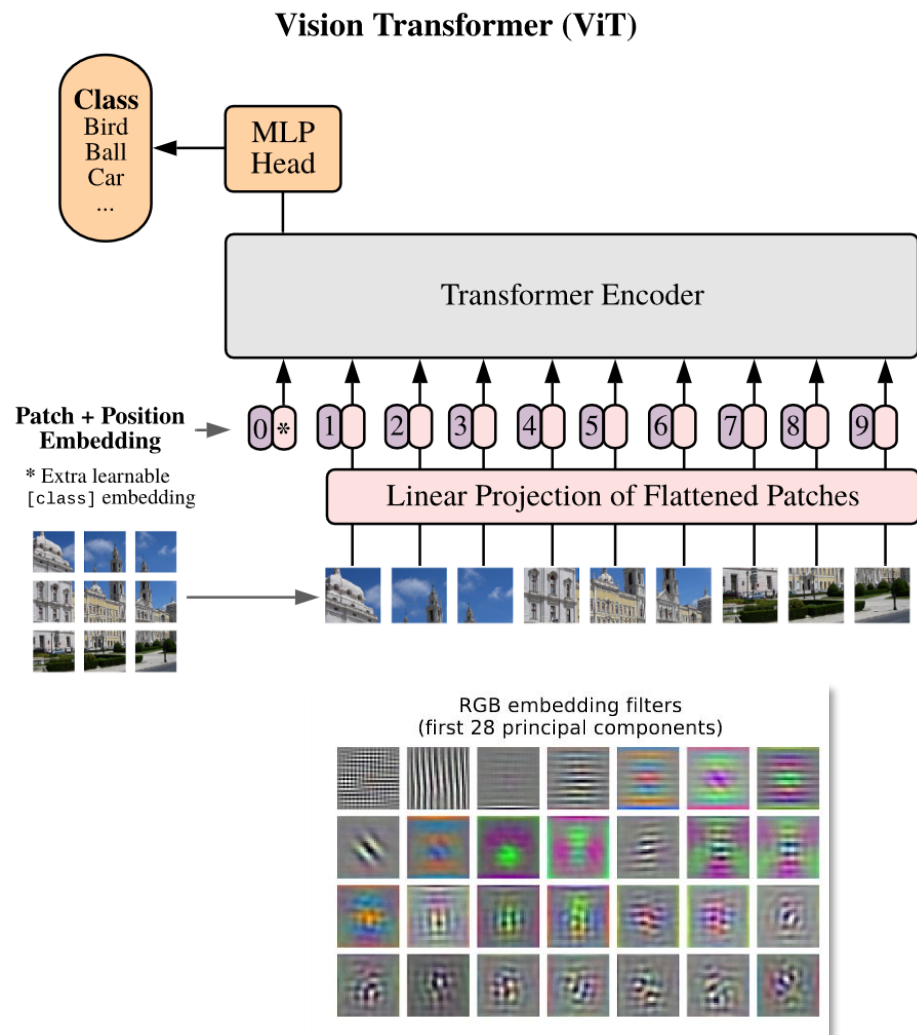 Vision Transformer (ViT)
Class
Bird
Ball
Car
...
MLP
Head
Transformer Encoder
Patch + Position
Embedding
0 * 1 2 3 4 5 6 7 8 9
* Extra learnable
[class] embedding
Linear Projection of Flattened Patches
RGB embedding filters
(first 28 principal components)